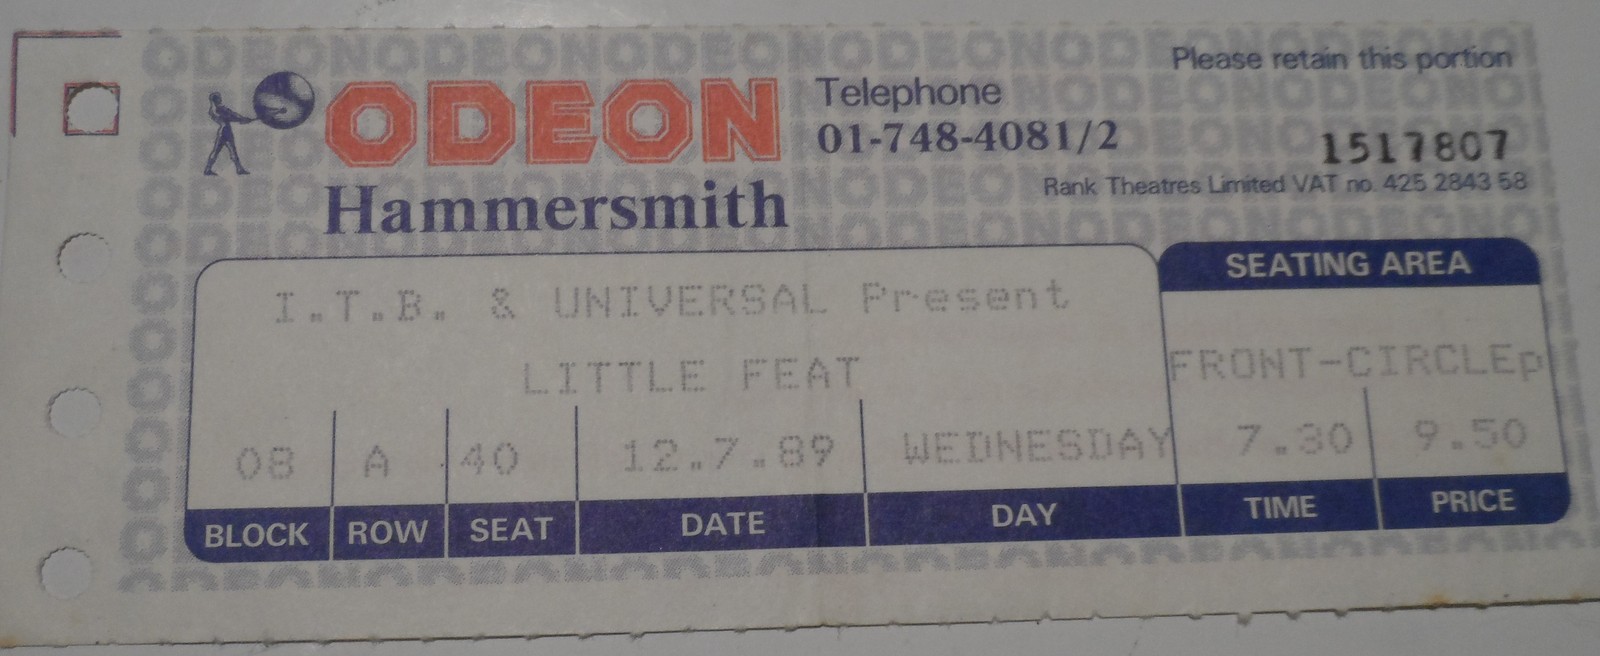 Please retain this portion
ODEON
Telephone
01-748-4081/2
1517807
Hammersmith
Rank Theatres Limited VAT no. 425 2843 58
SEATING AREA
I.T.B. & UNIVERSAL Present
LITTLE FEAT
FRONT-CIRCLEp
08 A 40 12.7.89 WEDNESDAY 7.30 9.50
BLOCK ROW SEAT DATE DAY TIME PRICE